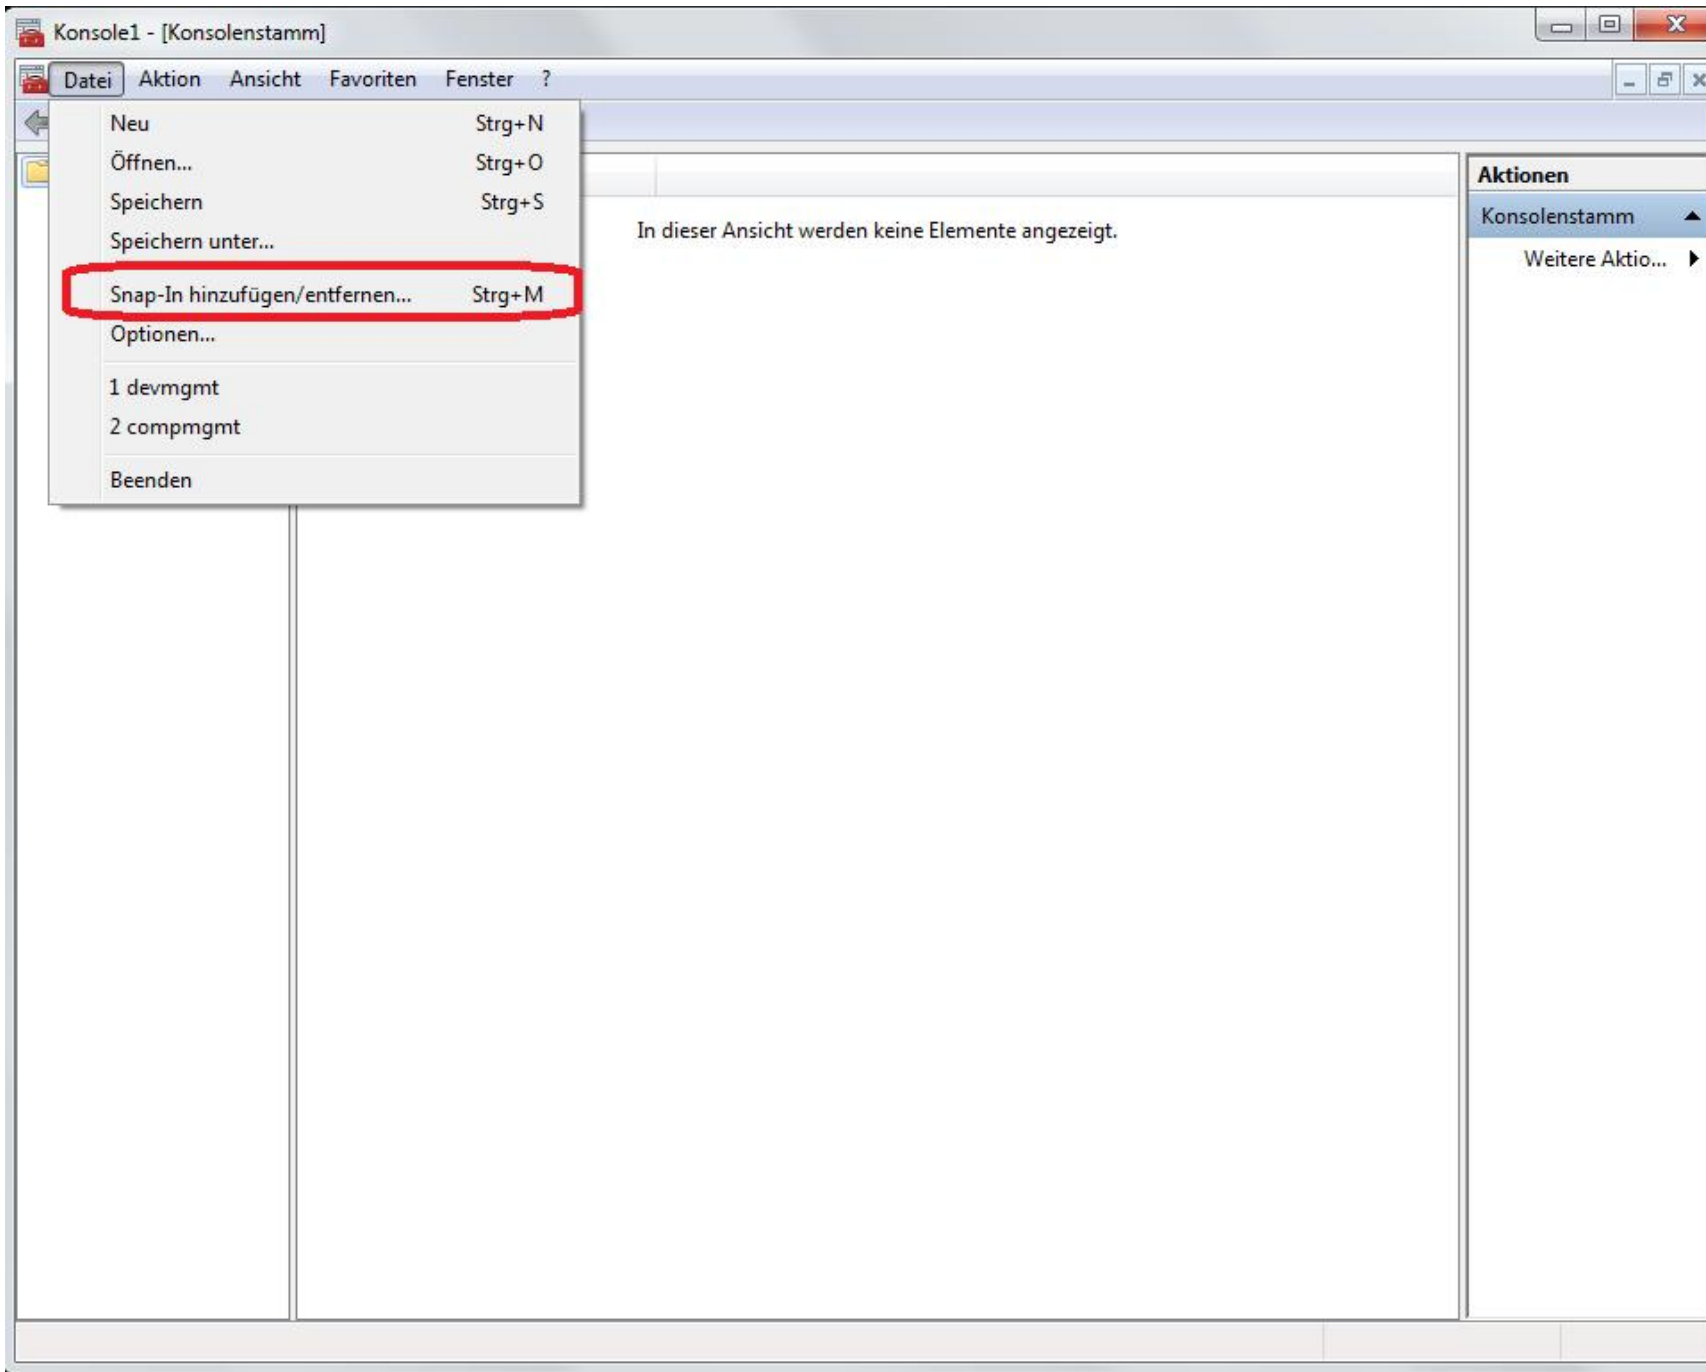 Konsole1 - [Konsolenstamm]
Datei Aktion Ansicht Favoriten Fenster ?
Neu Strg+N
Öffnen... Strg+O
Speichern Strg+S
Speichern unter...
Snap-In hinzufügen/entfernen... Strg+M
Optionen...
1 devmgmt
2 compmgmt
Beenden
In dieser Ansicht werden keine Elemente angezeigt.
Aktionen
Konsolenstamm
Weitere Aktio...